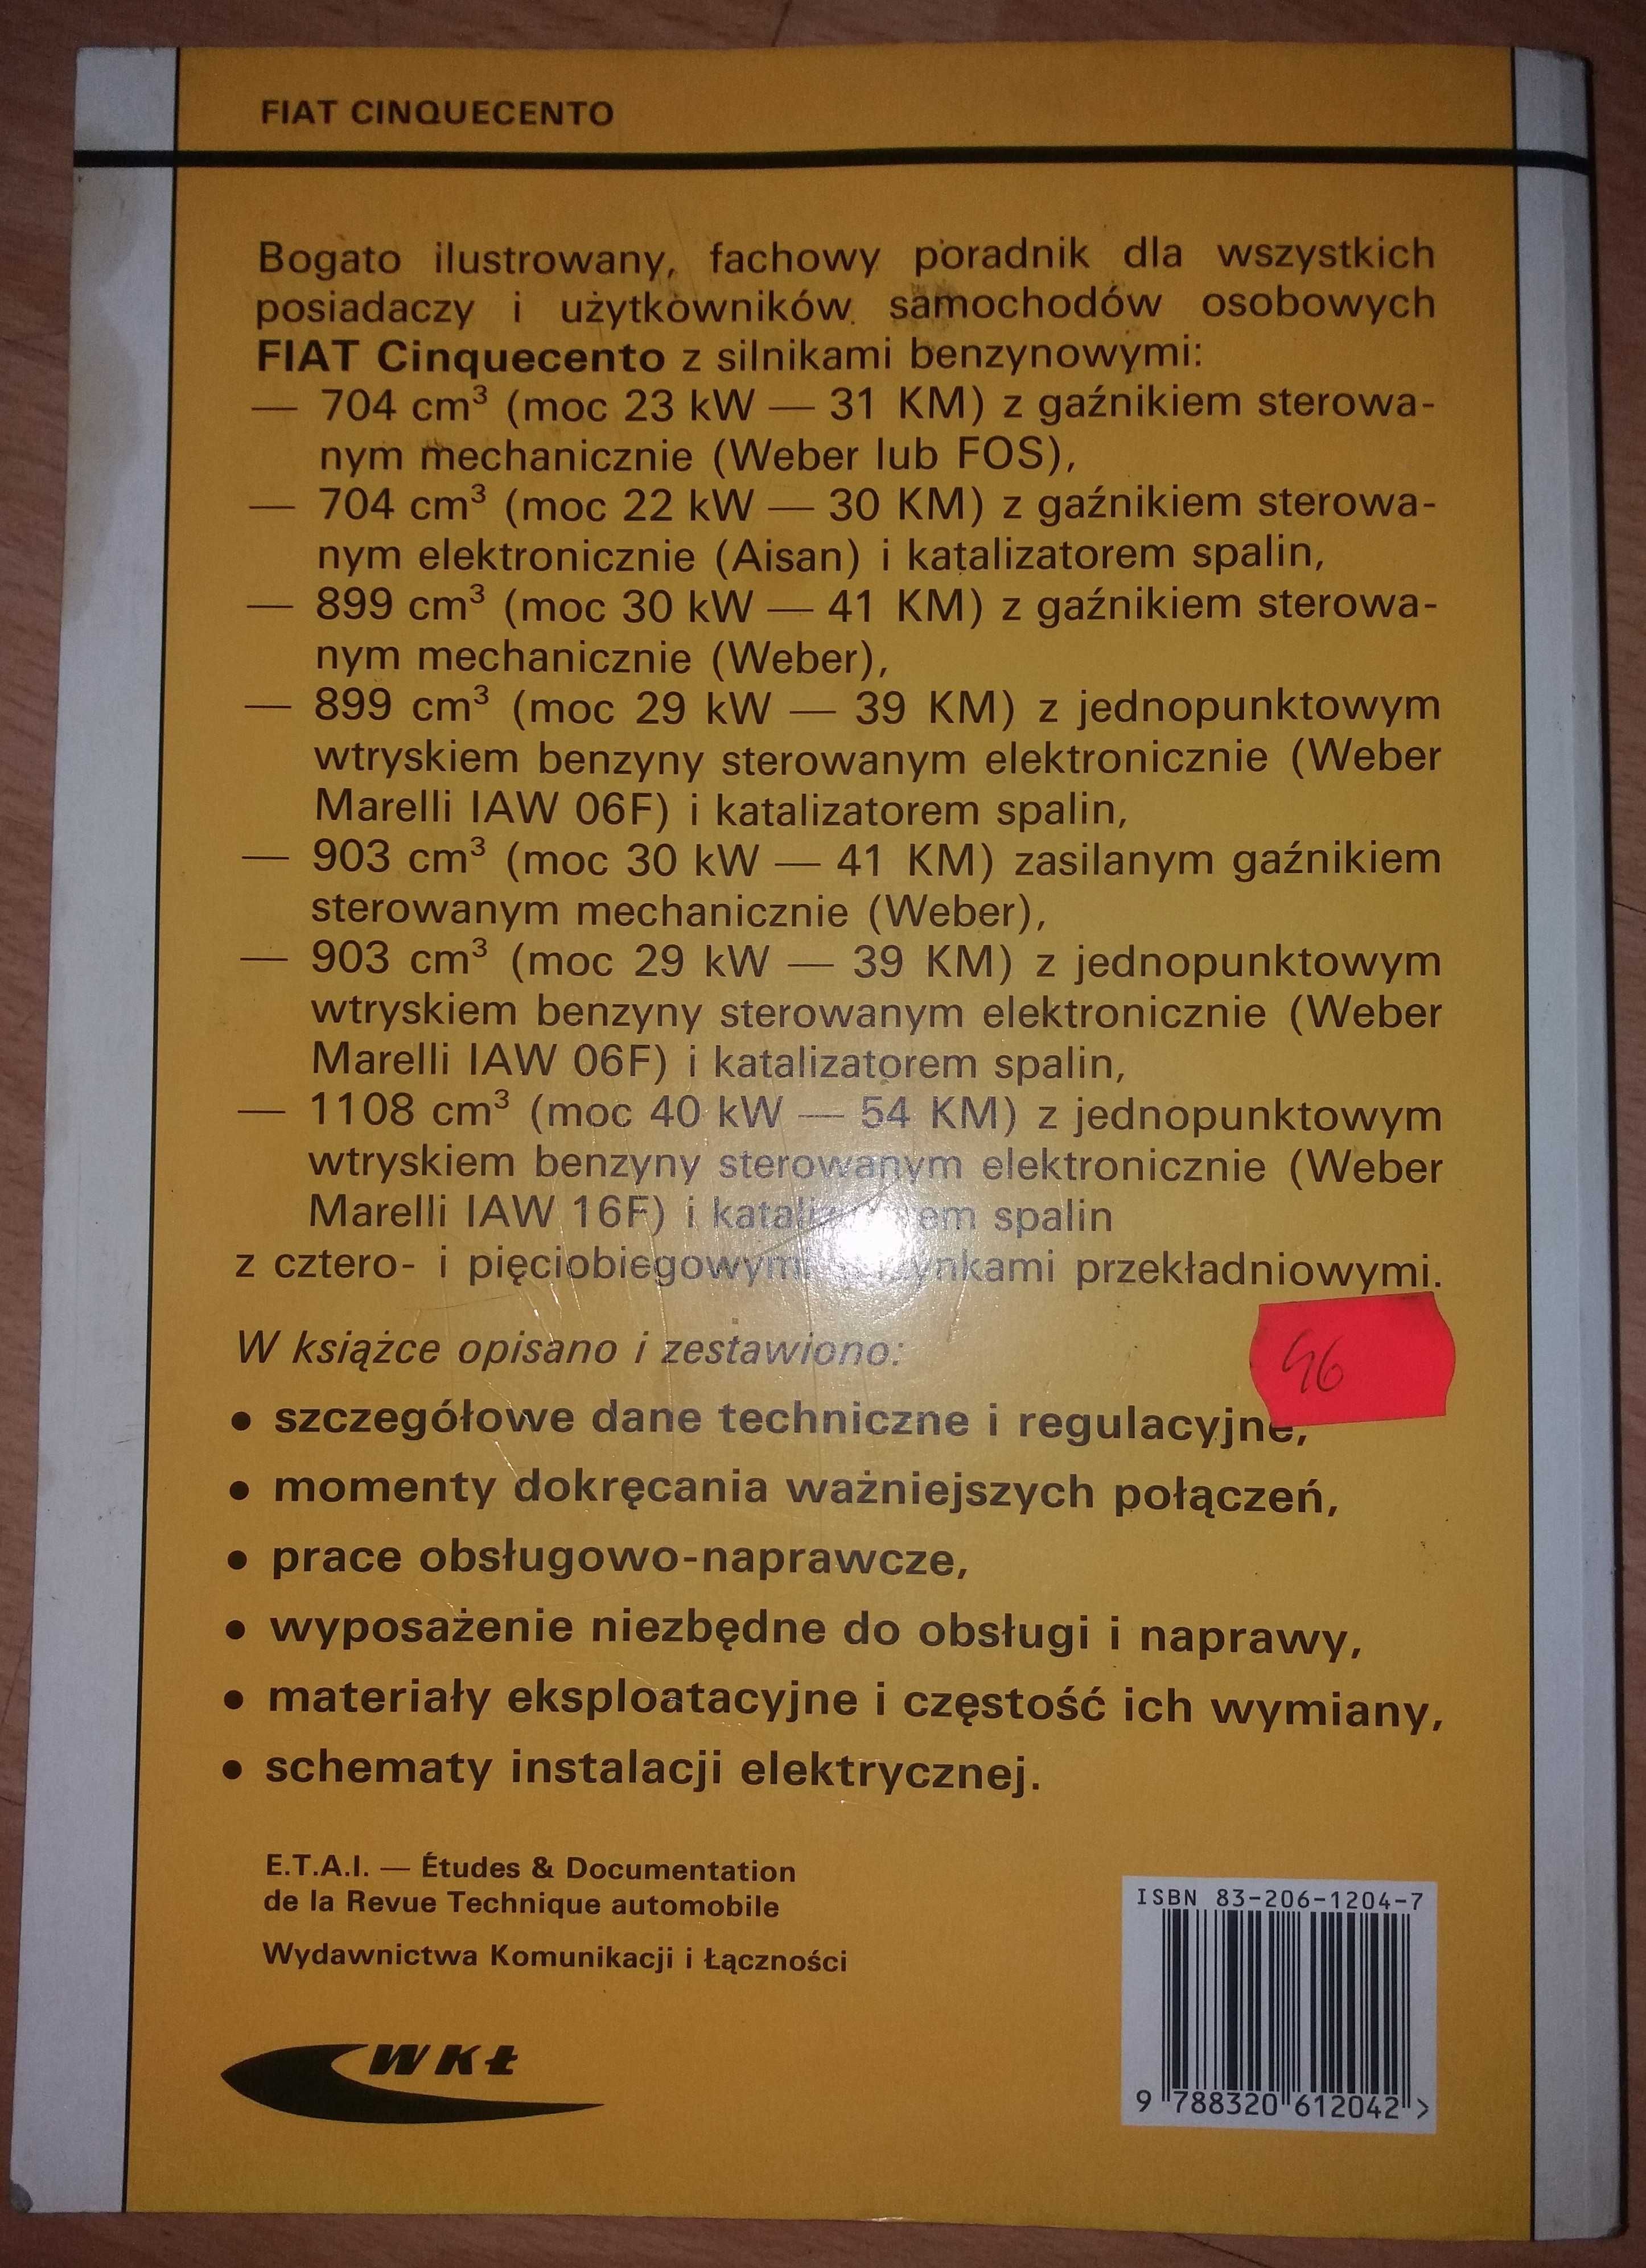 FIAT CINQUECENTO
Bogato ilustrowany, fachowy poradnik dla wszystkich
posiadaczy i użytkowników samochodów osobowych
FIAT Cinquecento z silnikami benzynowymi:
— 704 cm³ (moc 23 kW — 31 KM) z gaźnikiem sterowa-
nym mechanicznie (Weber lub FOS),
— 704 cm³ (moc 22 kW — 30 KM) z gaźnikiem sterowa-
nym elektronicznie (Aisan) i katalizatorem spalin,
— 899 cm³ (moc 30 kW — 41 KM) z gaźnikiem sterowa-
nym mechanicznie (Weber),
— 899 cm³ (moc 29 kW — 39 KM) z jednopunktowym
wtryskiem benzyny sterowanym elektronicznie (Weber
Marelli IAW 06F) i katalizatorem spalin,
— 903 cm³ (moc 30 kW — 41 KM) zasilanym gaźnikiem
sterowanym mechanicznie (Weber),
— 903 cm³ (moc 29 kW — 39 KM) z jednopunktowym
wtryskiem benzyny sterowanym elektronicznie (Weber
Marelli IAW 06F) i katalizatorem spalin,
— 1108 cm³ (moc 40 kW — 54 KM) z jednopunktowym
wtryskiem benzyny sterowanym elektronicznie (Weber
Marelli IAW 16F) i spalin
z cztero- i pięciobiegowymi przekładniowymi.
W książce opisano i zestawiono:
● szczegółowe dane techniczne i regulacyjne,
● momenty dokręcania ważniejszych połączeń,
● prace obsługowo-naprawcze,
● wyposażenie niezbędne do obsługi i naprawy,
● materiały eksploatacyjne i częstość ich wymiany,
● schematy instalacji elektrycznej.
E.T.A.I. — Études & Documentation
de la Revue Technique automobile
Wydawnictwa Komunikacji i Łączności
WKŁ
ISBN 83-206-1204-7
9 788320 612042 >